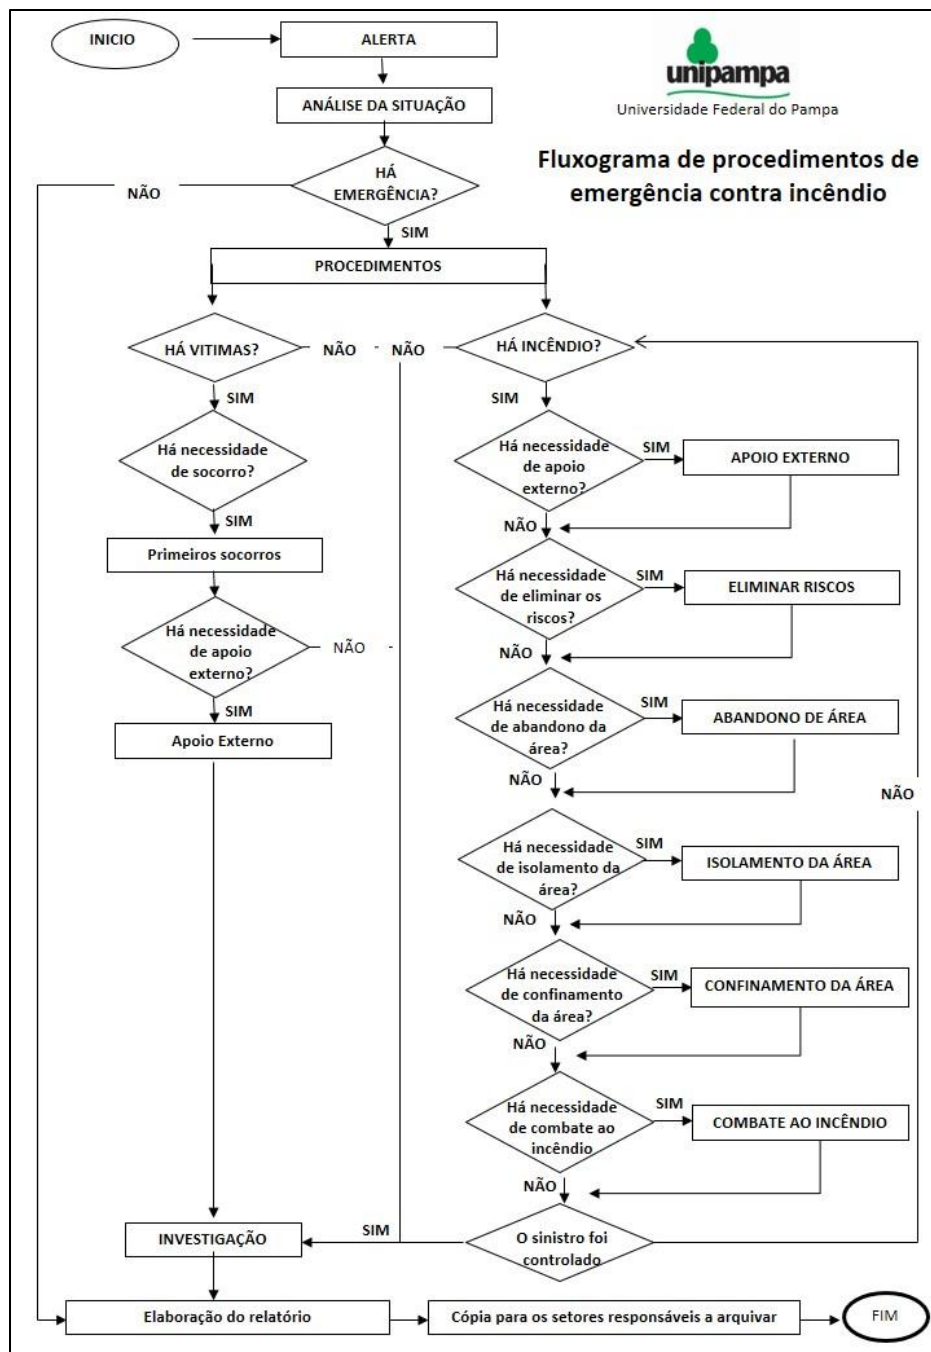 INICIO
ALERTA
unipampa
Universidade Federal do Pampa
ANÁLISE DA SITUAÇÃO
Fluxograma de procedimentos de
emergência contra incêndio
HÁ
EMERGÊNCIA?
NÃO
SIM
PROCEDIMENTOS
HÁ VITIMAS?
NÃO
NÃO
HÁ INCÊNDIO?
SIM
SIM
Há necessidade
de socorro?
Há necessidade
de apoio
externo?
SIM
APOIO EXTERNO
SIM
NÃO
Primeiros socorros
Há necessidade
de eliminar os
riscos?
SIM
ELIMINAR RISCOS
Há necessidade
de apoio
externo?
NÃO
NÃO
SIM
Apoio Externo
Há necessidade
de abandono da
área?
SIM
ABANDONO DE ÁREA
NÃO
NÃO
Há necessidade
de isolamento da
área?
SIM
ISOLAMENTO DA ÁREA
NÃO
Há necessidade
de confinamento
da área?
SIM
CONFINAMENTO DA ÁREA
NÃO
Há necessidade
de combate ao
incêndio
SIM
COMBATE AO INCÊNDIO
NÃO
O sinistro foi
controlado
SIM
INVESTIGAÇÃO
Elaboração do relatório
Cópia para os setores responsáveis a arquivar
FIM